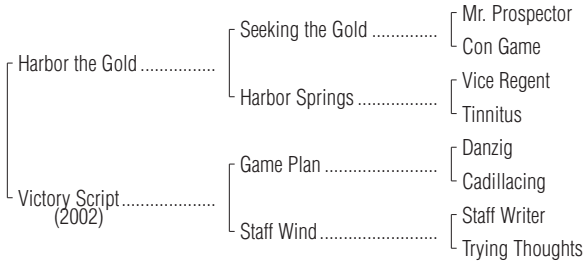 Mr. Prospector
Seeking the Gold ..............
Con Game
Harbor the Gold ................
Vice Regent
Harbor Springs .................
Tinnitus
Danzig
Game Plan ........................
Cadillacing
Victory Script ....................
(2002)
Staff Writer
Staff Wind .........................
Trying Thoughts